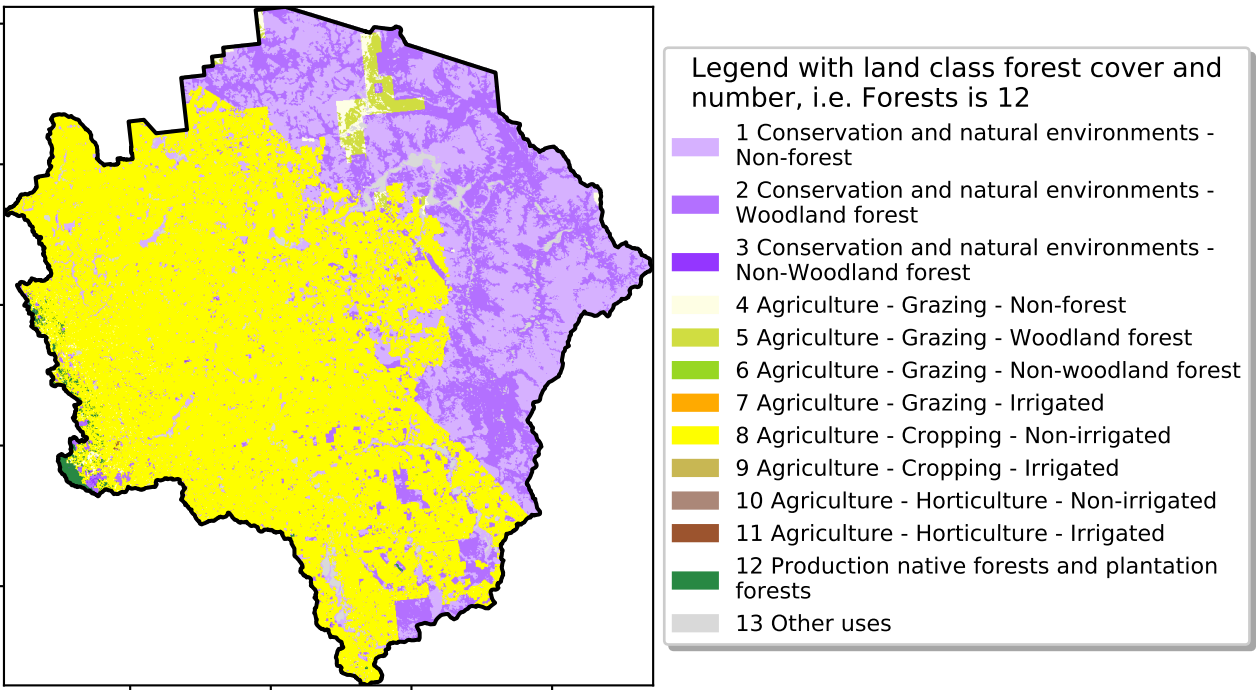 Legend with land class forest cover and
number, i.e. Forests is 12
1 Conservation and natural environments -
Non-forest
2 Conservation and natural environments -
Woodland forest
3 Conservation and natural environments -
Non-Woodland forest
4 Agriculture - Grazing - Non-forest
5 Agriculture - Grazing - Woodland forest
6 Agriculture - Grazing - Non-woodland forest
7 Agriculture - Grazing - Irrigated
8 Agriculture - Cropping - Non-irrigated
9 Agriculture - Cropping - Irrigated
10 Agriculture - Horticulture - Non-irrigated
11 Agriculture - Horticulture - Irrigated
12 Production native forests and plantation
forests
13 Other uses